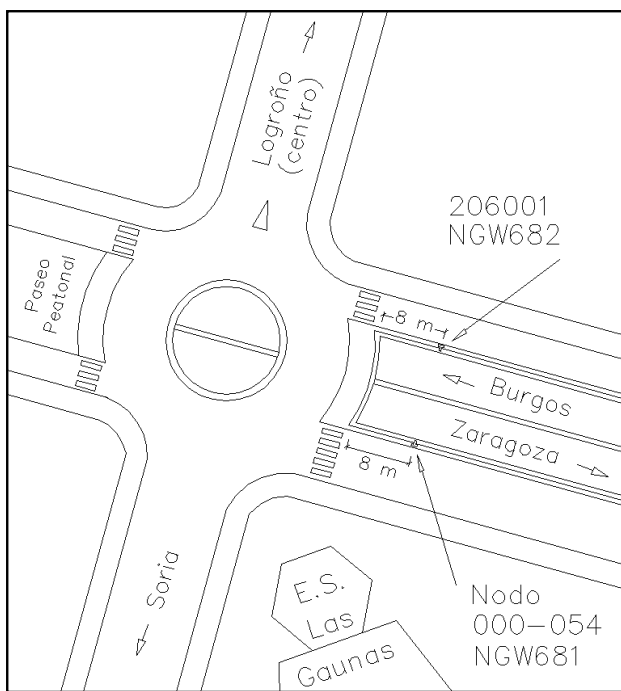 Logroño
(centro)
206001
NGW682
Paseo
Peatonal
8 m
Burgos
Zaragoza
8 m
Soria
E.S.
Las
Gaunas
Nodo
000-054
NGW681